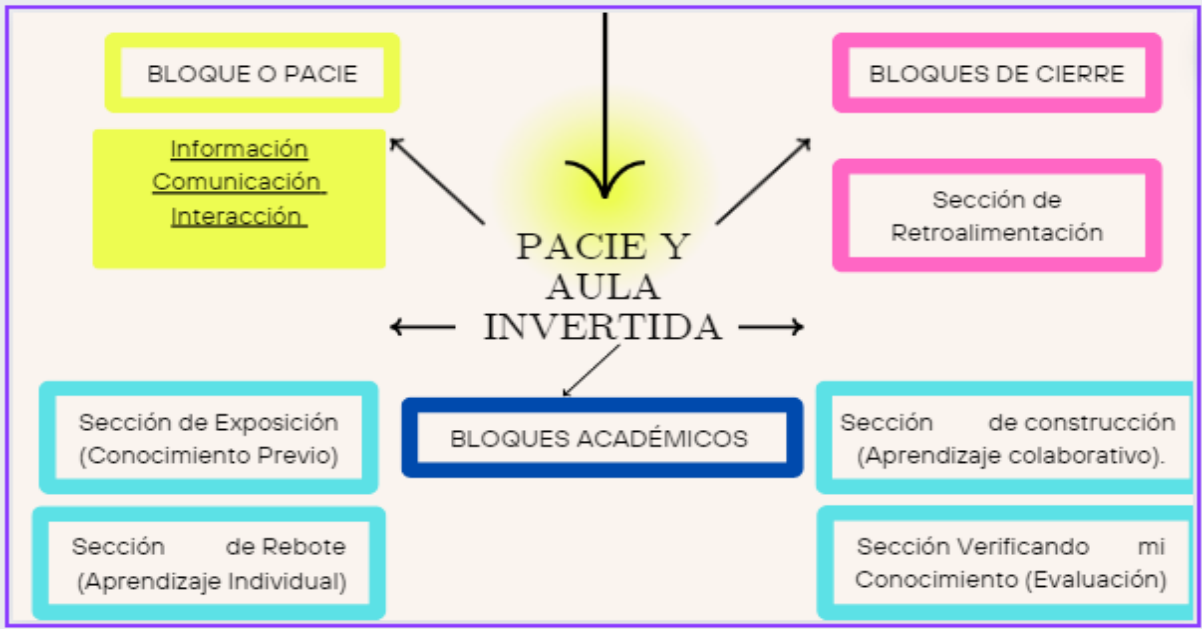 BLOQUE O PACIE
Información
Comunicación
Interacción
BLOQUES DE CIERRE
Sección de
Retroalimentación
PACIE Y
AULA
INVERTIDA
Sección de Exposición
(Conocimiento Previo)
Sección de Rebote
(Aprendizaje Individual)
BLOQUES ACADÉMICOS
Sección de construcción
(Aprendizaje colaborativo).
Sección Verificando mi
Conocimiento (Evaluación)